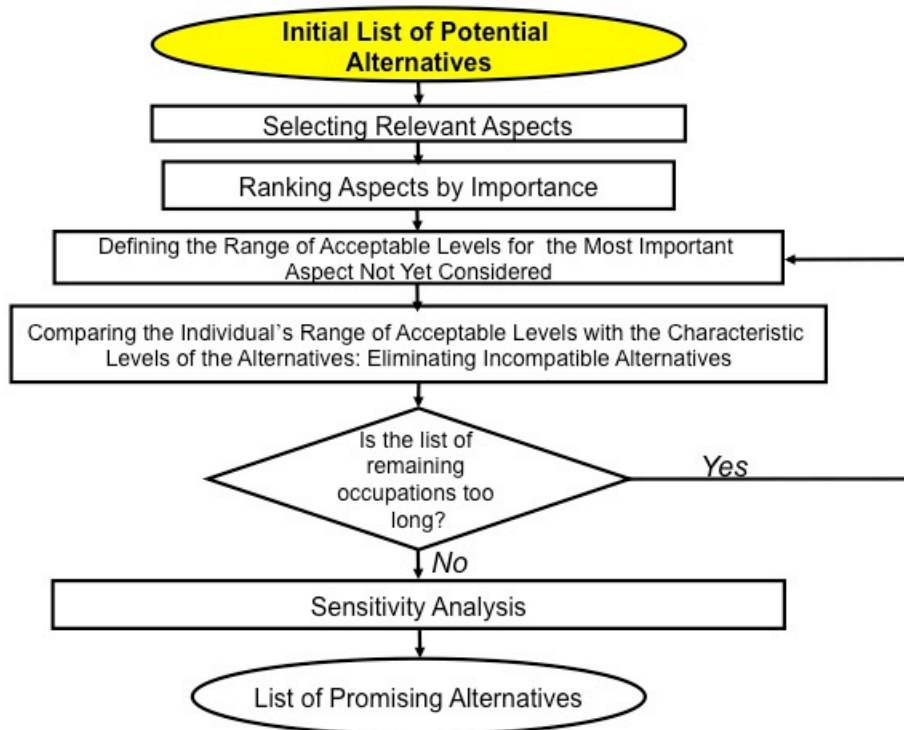 Initial List of Potential
Alternatives
Selecting Relevant Aspects
Ranking Aspects by Importance
Defining the Range of Acceptable Levels for the Most Important
Aspect Not Yet Considered
Comparing the Individual`s Range of Acceptable Levels with the Characteristic
Levels of the Alternatives: Eliminating Incompatible Alternatives
Is the list of
remaining
occupations too
long?
Yes
No
Sensitivity Analysis
List of Promising Alternatives